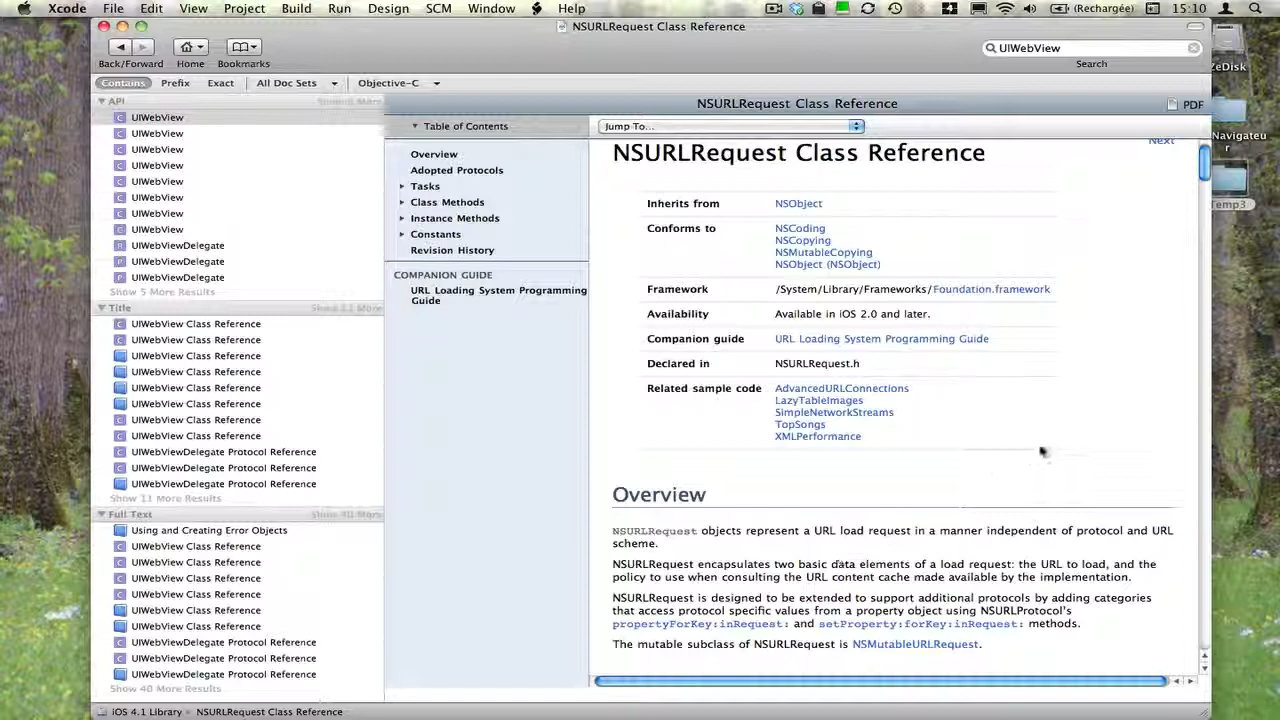 Xcode File Edit View Project Build Run Design SCM Window Help (Rechargée) 15:10
NSURLRequest Class Reference
UIWebView
Back/Forward Home Bookmarks Search
Contains Prefix Exact All Doc Sets Objective-C
API
UIWebView
UIWebView
UIWebView
UIWebView
UIWebView
UIWebView
UIWebView
UIWebView
UIWebViewDelegate
UIWebViewDelegate
UIWebViewDelegate
Show 5 More Results
Title
UIWebView Class Reference
UIWebView Class Reference
UIWebView Class Reference
UIWebView Class Reference
UIWebView Class Reference
UIWebView Class Reference
UIWebView Class Reference
UIWebView Class Reference
UIWebViewDelegate Protocol Reference
UIWebViewDelegate Protocol Reference
UIWebViewDelegate Protocol Reference
Show 11 More Results
Full Text
Using and Creating Error Objects
UIWebView Class Reference
UIWebView Class Reference
UIWebView Class Reference
UIWebView Class Reference
UIWebView Class Reference
UIWebView Class Reference
UIWebViewDelegate Protocol Reference
UIWebViewDelegate Protocol Reference
UIWebViewDelegate Protocol Reference
Show 40 More Results
NSURLRequest Class Reference PDF
Table of Contents
Jump To...
Overview
Adopted Protocols
Tasks
Class Methods
Instance Methods
Constants
Revision History
COMPANION GUIDE
URL Loading System Programming
Guide
Next
NSURLRequest Class Reference
Inherits from NSObject
Conforms to NSCoding
NSCopying
NSMutableCopying
NSObject (NSObject)
Framework /System/Library/Frameworks/Foundation.framework
Availability Available in iOS 2.0 and later.
Companion guide URL Loading System Programming Guide
Declared in NSURLRequest.h
Related sample code AdvancedURLConnections
LazyTableImages
SimpleNetworkStreams
TopSongs
XMLPerformance
Overview
NSURLRequest objects represent a URL load request in a manner independent of protocol and URL
scheme.
NSURLRequest encapsulates two basic data elements of a load request: the URL to load, and the
policy to use when consulting the URL content cache made available by the implementation.
NSURLRequest is designed to be extended to support additional protocols by adding categories
that access protocol specific values from a property object using NSURLProtocol's
propertyForKey:inRequest: and setProperty:forKey:inRequest: methods.
The mutable subclass of NSURLRequest is NSMutableURLRequest.
iOS 4.1 Library NSURLRequest Class Reference
ZeDisk
Navigateu
r
Temp3